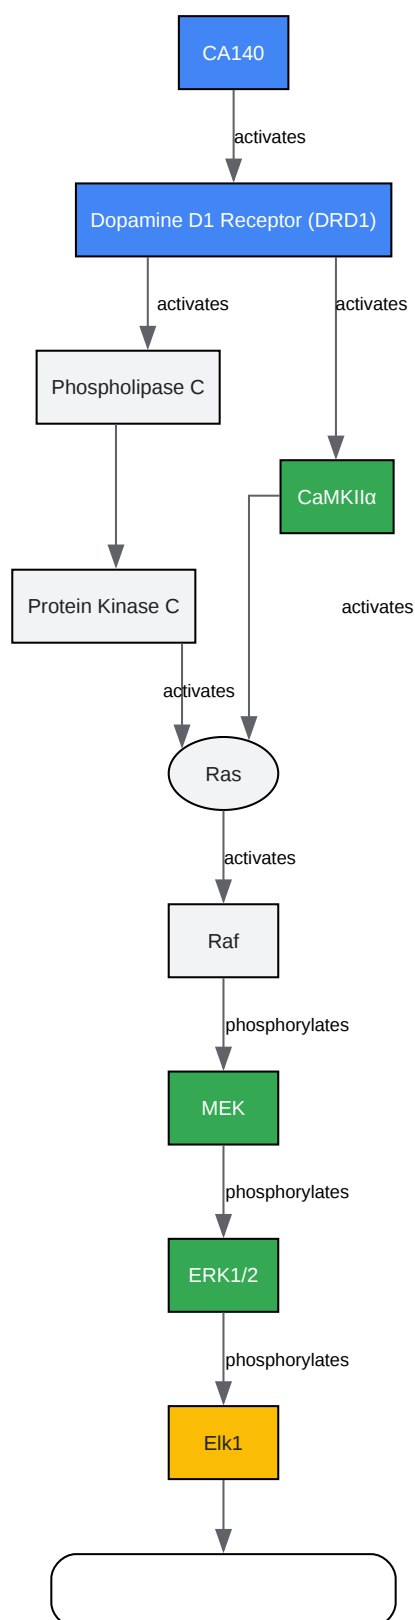 CA140
activates
Dopamine D1 Receptor (DRD1)
activates
activates
Phospholipase C
CaMKIIα
Protein Kinase C
activates
activates
Ras
activates
Raf
phosphorylates
MEK
phosphorylates
ERK1/2
phosphorylates
Elk1